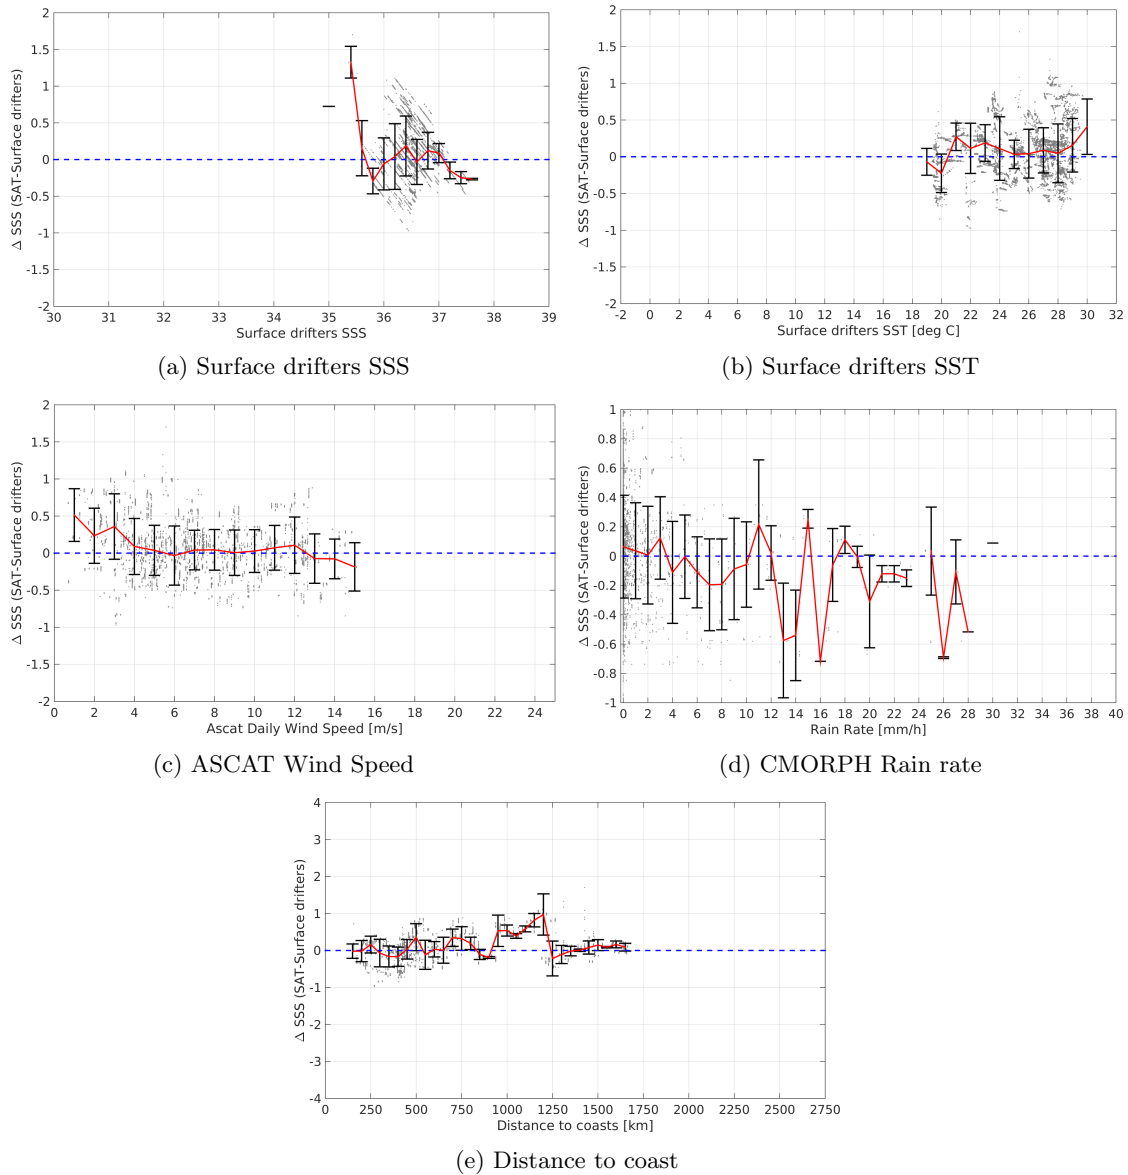 Δ SSS (SAT-Surface drifters)
2
1.5
1
0.5
0
-0.5
-1
-1.5
-2
30 31 32 33 34 35 36 37 38 39
Surface drifters SSS
(a) Surface drifters SSS
Δ SSS (SAT-Surface drifters)
2
1.5
1
0.5
0
-0.5
-1
-1.5
-2
-2 0 4 8 12 16 20 24 28 32
Surface drifters SST [deg C]
(b) Surface drifters SST
Δ SSS (SAT-Surface drifters)
2
1.5
1
0.5
0
-0.5
-1
-1.5
-2
0 2 4 6 8 10 12 14 16 18 20 22 24
Ascat Daily Wind Speed [m/s]
(c) ASCAT Wind Speed
Δ SSS (SAT-Surface drifters)
1
0.8
0.6
0.4
0.2
0
-0.2
-0.4
-0.6
-0.8
-1
0 2 4 6 8 10 12 14 16 18 20 22 24 26 28 30 32 34 36 38 40
Rain Rate [mm/h]
(d) CMORPH Rain rate
Δ SSS (SAT-Surface drifters)
4
3
2
1
0
-1
-2
-3
-4
0 250 500 750 1000 1250 1500 1750 2000 2250 2500 2750
Distance to coasts [km]
(e) Distance to coast